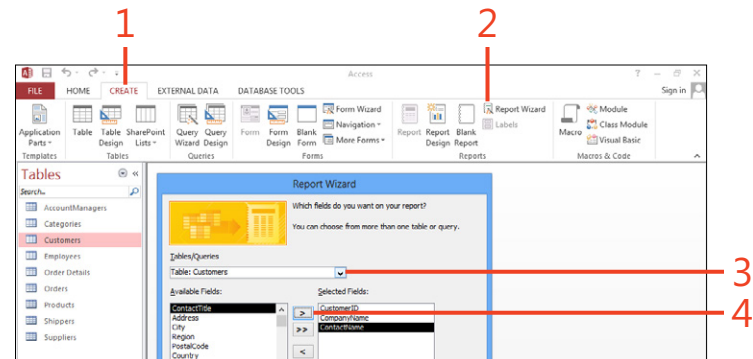 1
2
Access
? – X
FILE HOME CREATE EXTERNAL DATA DATABASE TOOLS
Sign in
Application Parts
Table
Table Design
SharePoint Lists
Query Wizard
Query Design
Form
Form Design
Blank Form
Form Wizard
Navigation
More Forms
Report
Report Design
Blank Report
Report Wizard
Labels
Macro
Module
Class Module
Visual Basic
Templates
Tables
Queries
Forms
Reports
Macros & Code
Tables
Search...
AccountManagers
Categories
Customers
Employees
Order Details
Orders
Products
Shippers
Suppliers
Report Wizard
Which fields do you want on your report?
You can choose from more than one table or query.
Tables/Queries
Table: Customers
3
Available Fields:
Selected Fields:
ContactTitle
Address
City
Region
PostalCode
Country
>
>>
<
CustomerID
CompanyName
ContactName
4